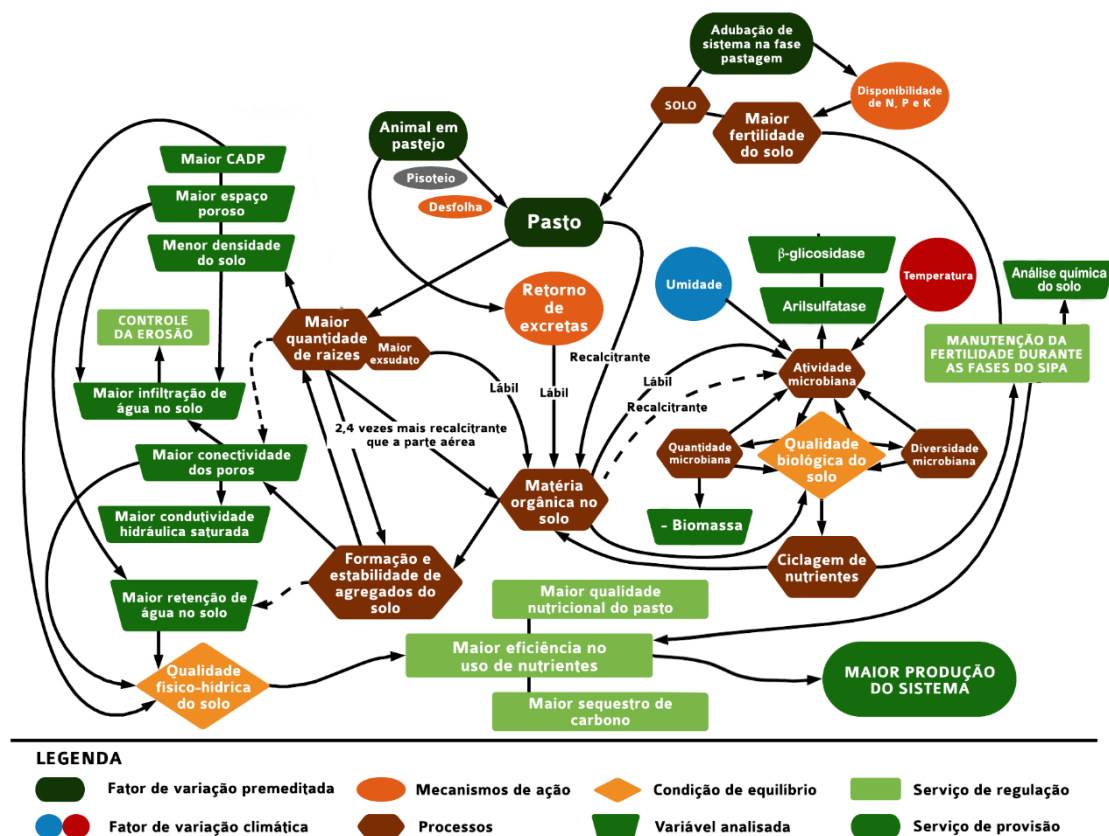 Adubação de
sistema na fase
pastagem
Disponibilidade
de N, P e K
SOLO
Maior
fertilidade
do solo
Animal em
pastejo
Pisoteio
Desfolha
Pasto
Maior CADP
Maior espaço
poroso
Menor densidade
do solo
CONTROLE
DA EROSÃO
Maior infiltração de
água no solo
Maior conectividade
dos poros
Maior condutividade
hidráulica saturada
Maior retenção de
água no solo
Qualidade
físico-hídrica
do solo
Maior
quantidade
de raizes
Maior
exsudato
Retorno
de
excretas
Recalcitrante
Lábil
Lábil
2,4 vezes mais recalcitrante
que a parte aérea
Lábil
Recalcitrante
Matéria
orgânica no
solo
Formação e
estabilidade de
agregados do
solo
Umidade
β-glicosidase
Arilsulfatase
Temperatura
Atividade
microbiana
Quantidade
microbiana
Qualidade
biológica do
solo
Diversidade
microbiana
- Biomassa
Ciclagem de
nutrientes
Análise química
do solo
MANUTENÇÃO DA
FERTILIDADE DURANTE
AS FASES DO SIPA
Maior qualidade
nutricional do pasto
Maior eficiência no
uso de nutrientes
Maior sequestro de
carbono
MAIOR PRODUÇÃO
DO SISTEMA
LEGENDA
Fator de variação premeditada
Mecanismos de ação
Condição de equilíbrio
Serviço de regulação
Fator de variação climática
Processos
Variável analisada
Serviço de provisão